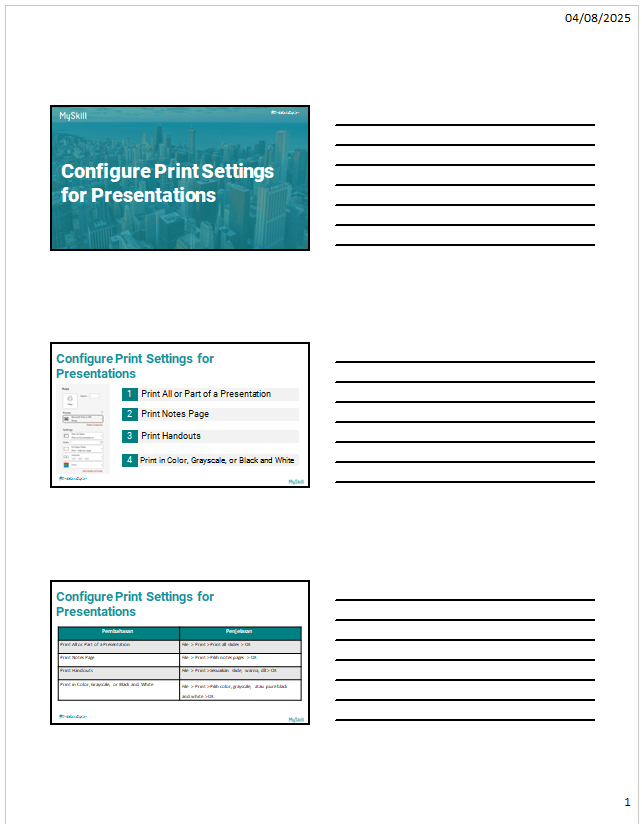 04/08/2025
MySkill
Configure Print Settings
for Presentations
Configure Print Settings for
Presentations
1 Print All or Part of a Presentation
2 Print Notes Page
3 Print Handouts
4 Print in Color, Grayscale, or Black and White
MySkill
Configure Print Settings for
Presentations
Pembahasan Penjelasan
Print All or Part of a Presentation File > Print > Print all slides > OK
Print Notes Page File > Print > Pilih notes pages > OK
Print Handouts File > Print > Sesuaikan slide, warna, dll > OK
Print in Color, Grayscale, or Black and White File > Print > Pilih color, grayscale, atau pure black
and white > OK
MySkill
1